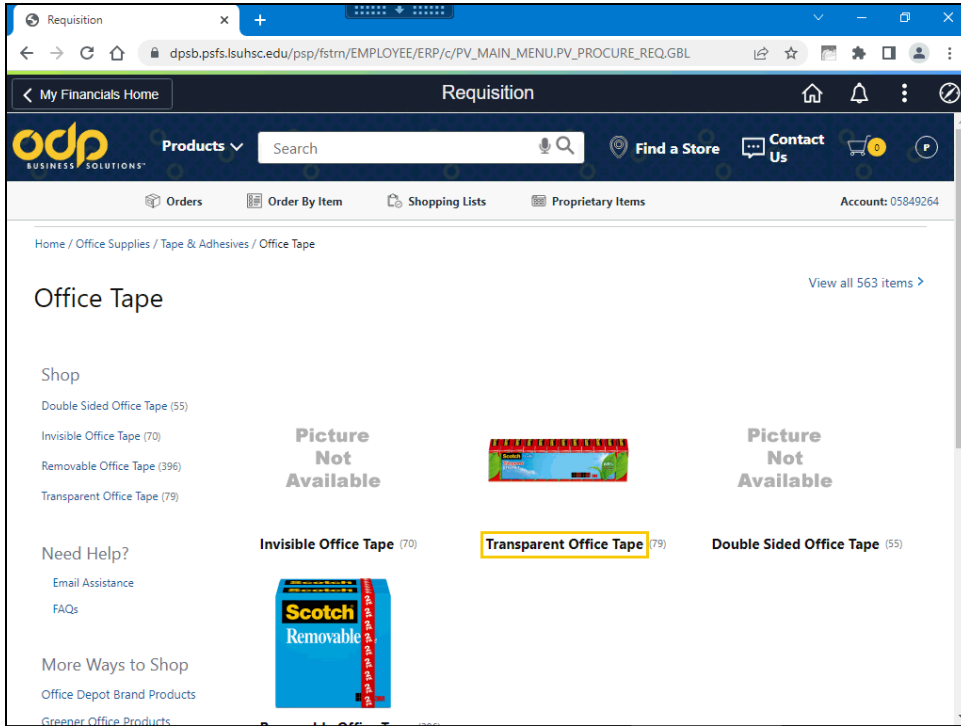 Requisition
dpsb.psfs.lsuhsc.edu/psp/fstrn/EMPLOYEE/ERP/c/PV_MAIN_MENU.PV_PROCURE_REQ.GBL
My Financials Home
Requisition
odp
BUSINESS SOLUTIONS
Products
Search
Find a Store
Contact Us
0
P
Orders
Order By Item
Shopping Lists
Proprietary Items
Account: 05849264
Home / Office Supplies / Tape & Adhesives / Office Tape
View all 563 items >
Office Tape
Shop
Double Sided Office Tape (55)
Invisible Office Tape (70)
Removable Office Tape (396)
Transparent Office Tape (79)
Need Help?
Email Assistance
FAQs
More Ways to Shop
Office Depot Brand Products
Greener Office Products
Picture
Not
Available
Invisible Office Tape (70)
Scotch
Transparent Office Tape (79)
Picture
Not
Available
Double Sided Office Tape (55)
Scotch
Scotch
Removable